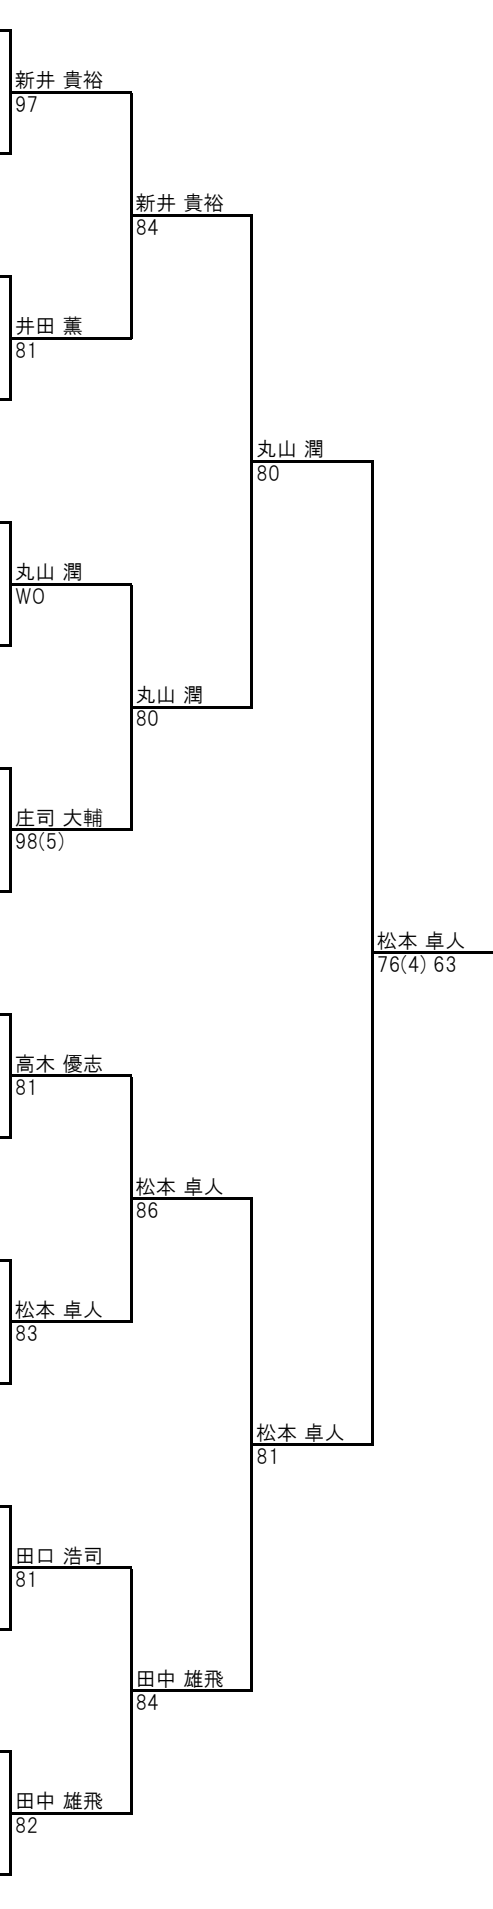 新井 貴裕
97
新井 貴裕
84
井田 薫
81
丸山 潤
80
丸山 潤
WO
丸山 潤
80
庄司 大輔
98(5)
松本 卓人
76(4) 63
高木 優志
81
松本 卓人
86
松本 卓人
83
松本 卓人
81
田口 浩司
81
田中 雄飛
84
田中 雄飛
82